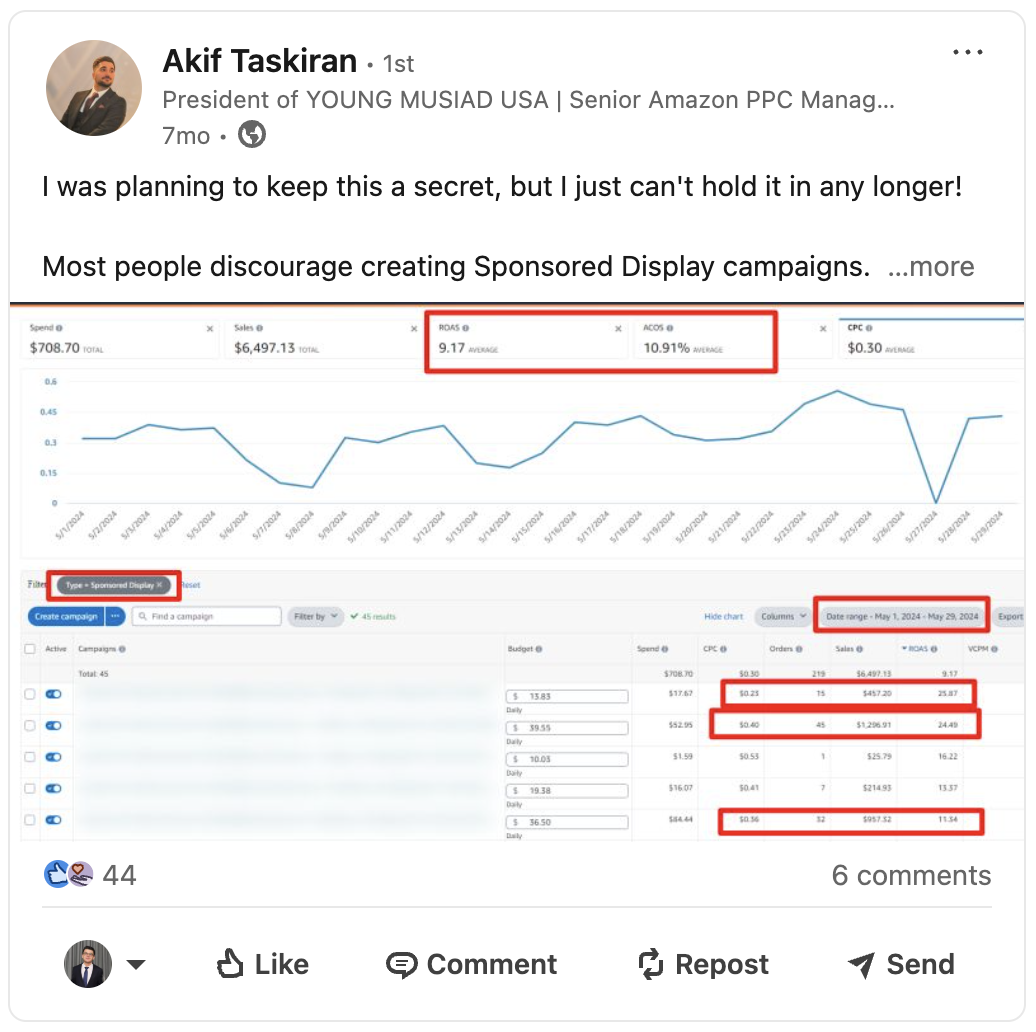 Akif Taskiran • 1st
President of YOUNG MUSIAD USA | Senior Amazon PPC Manag...
7mo •
I was planning to keep this a secret, but I just can't hold it in any longer!
Most people discourage creating Sponsored Display campaigns. ...more
Spend Sales ROAS ACOS CPC
$708.70 TOTAL $6,497.13 TOTAL 9.17 AVERAGE 10.91% AVERAGE $0.30 AVERAGE
0.6
0.45
0.3
0.15
0
5/1/2024 5/2/2024 5/3/2024 5/4/2024 5/5/2024 5/6/2024 5/7/2024 5/8/2024 5/9/2024 5/10/2024 5/11/2024 5/12/2024 5/13/2024 5/14/2024 5/15/2024 5/16/2024 5/17/2024 5/18/2024 5/19/2024 5/20/2024 5/21/2024 5/22/2024 5/23/2024 5/24/2024 5/25/2024 5/26/2024 5/27/2024 5/28/2024 5/29/2024
Filter Type = Sponsored Display × Reset
Create campaign ... Find a campaign Filter by 45 results Hide chart Columns Date range - May 1, 2024 - May 29, 2024 Export
Active Campaigns Budget Spend CPC Orders Sales ROAS VCPM
Total: 45 $708.70 $0.30 219 $6,497.13 9.17
$ 13.83 $17.67 $0.23 15 $457.20 25.87
Daily
$ 39.55 $52.95 $0.40 45 $1,296.91 24.49
Daily
$ 10.03 $1.59 $0.53 1 $25.79 16.22
Daily
$ 19.38 $16.07 $0.41 7 $214.93 13.37
Daily
$ 36.50 $84.44 $0.36 32 $957.32 11.34
Daily
44 6 comments
Like Comment Repost Send